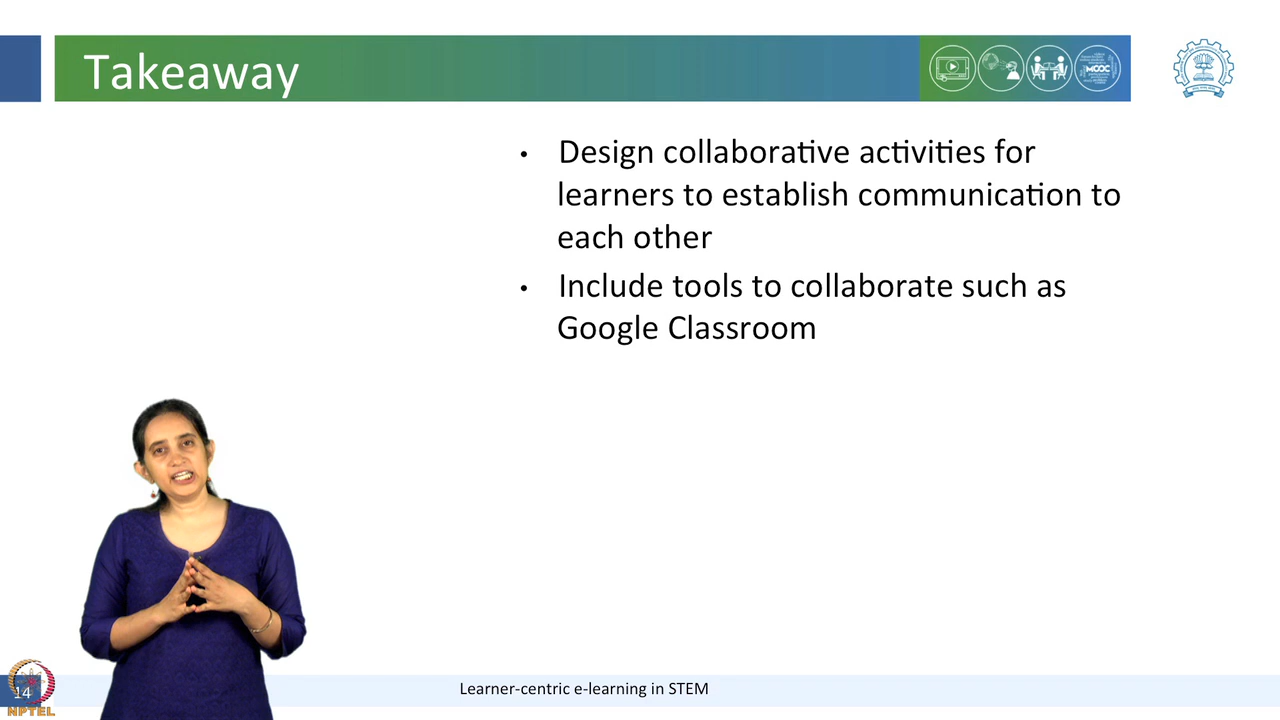 Takeaway
MOOC
• Design collaborative activities for
learners to establish communication to
each other
• Include tools to collaborate such as
Google Classroom
14
NPTEL
Learner-centric e-learning in STEM